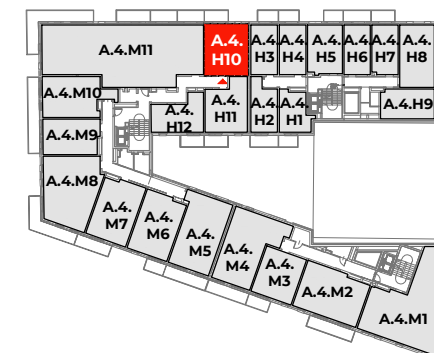 A.4.M11
A.4.
H10
A.4.
H3
A.4.
H4
A.4.
H5
A.4.
H6
A.4.
H7
A.4.
H8
A.4.M10
A.4.
H12
A.4.
H11
A.4.
H2
A.4.
H1
A.4.H9
A.4.M9
A.4.M8
A.4.
M7
A.4.
M6
A.4.
M5
A.4.
M4
A.4.
M3
A.4.M2
A.4.M1